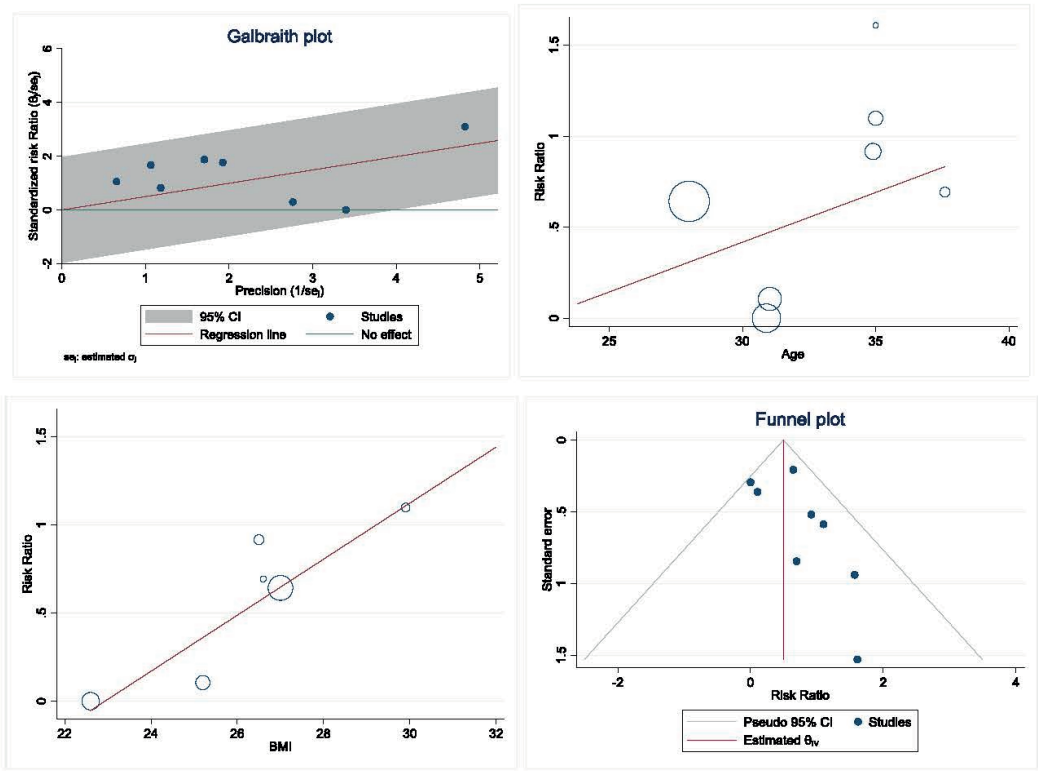 Galbraith plot
Standardized risk Ratio (θj/sej)
6
4
2
0
-2
0 1 2 3 4 5
Precision (1/sej)
95% CI Studies
Regression line No effect
sej: estimated σj
Risk Ratio
1.5
1
.5
0
25 30 35 40
Age
Risk Ratio
1.5
1
.5
0
22 24 26 28 30 32
BMI
Funnel plot
Standard error
0
.5
1
1.5
-2 0 2 4
Risk Ratio
Pseudo 95% CI Studies
Estimated θIV